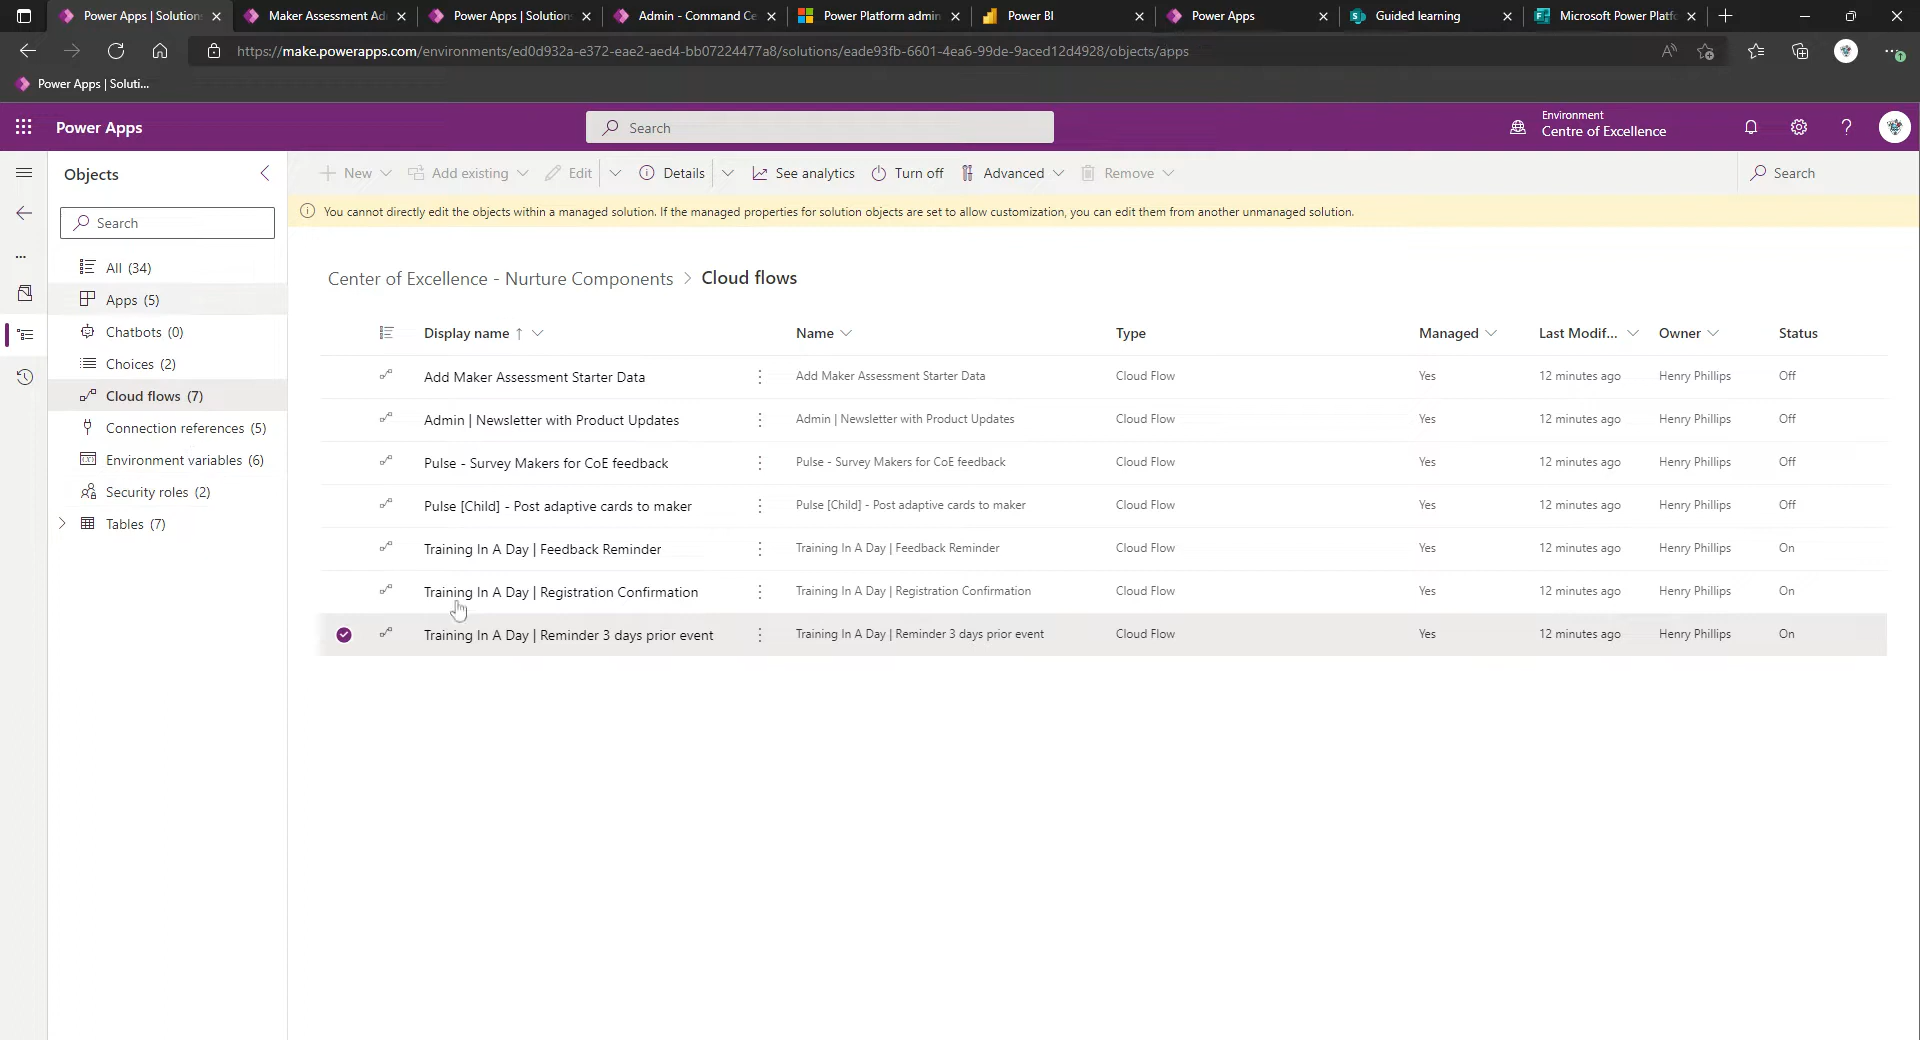 Power Apps | Solution:
Maker Assessment Ad
Power Apps | Solution:
Admin - Command Ce
Power Platform admin
Power BI
Power Apps
Guided learning
Microsoft Power Platf
https://make.powerapps.com/environments/ed0d932a-e372-eae2-aed4-bb07224477a8/solutions/eade93fb-6601-4ea6-99de-9aced12d4928/objects/apps
Power Apps | Soluti...
Power Apps
Search
Environment
Centre of Excellence
Objects
New
Add existing
Edit
Details
See analytics
Turn off
Advanced
Remove
Search
You cannot directly edit the objects within a managed solution. If the managed properties for solution objects are set to allow customization, you can edit them from another unmanaged solution.
Search
All (34)
Apps (5)
Chatbots (0)
Choices (2)
Cloud flows (7)
Connection references (5)
Environment variables (6)
Security roles (2)
Tables (7)
Center of Excellence - Nurture Components > Cloud flows
Display name ↑ Name Type Managed Last Modif... Owner Status
Add Maker Assessment Starter Data Add Maker Assessment Starter Data Cloud Flow Yes 12 minutes ago Henry Phillips Off
Admin | Newsletter with Product Updates Admin | Newsletter with Product Updates Cloud Flow Yes 12 minutes ago Henry Phillips Off
Pulse - Survey Makers for CoE feedback Pulse - Survey Makers for CoE feedback Cloud Flow Yes 12 minutes ago Henry Phillips Off
Pulse [Child] - Post adaptive cards to maker Pulse [Child] - Post adaptive cards to maker Cloud Flow Yes 12 minutes ago Henry Phillips Off
Training In A Day | Feedback Reminder Training In A Day | Feedback Reminder Cloud Flow Yes 12 minutes ago Henry Phillips On
Training In A Day | Registration Confirmation Training In A Day | Registration Confirmation Cloud Flow Yes 12 minutes ago Henry Phillips On
Training In A Day | Reminder 3 days prior event Training In A Day | Reminder 3 days prior event Cloud Flow Yes 12 minutes ago Henry Phillips On